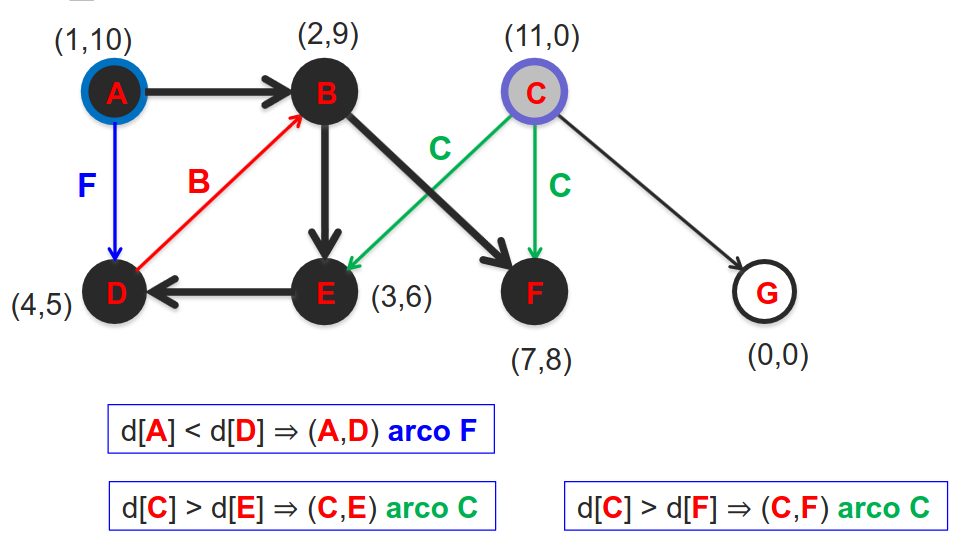 (1,10) (2,9) (11,0)
A B C
C
F B C
D E F G
(4,5) (3,6)
(7,8) (0,0)
d[A] < d[D] ⇒ (A,D) arco F
d[C] > d[E] ⇒ (C,E) arco C
d[C] > d[F] ⇒ (C,F) arco C